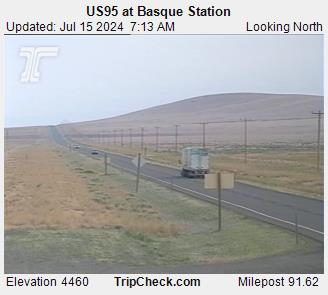 US95 at Basque Station
Updated: Jul 15 2024 7:13 AM Looking North
Elevation 4460 TripCheck.com Milepost 91.62